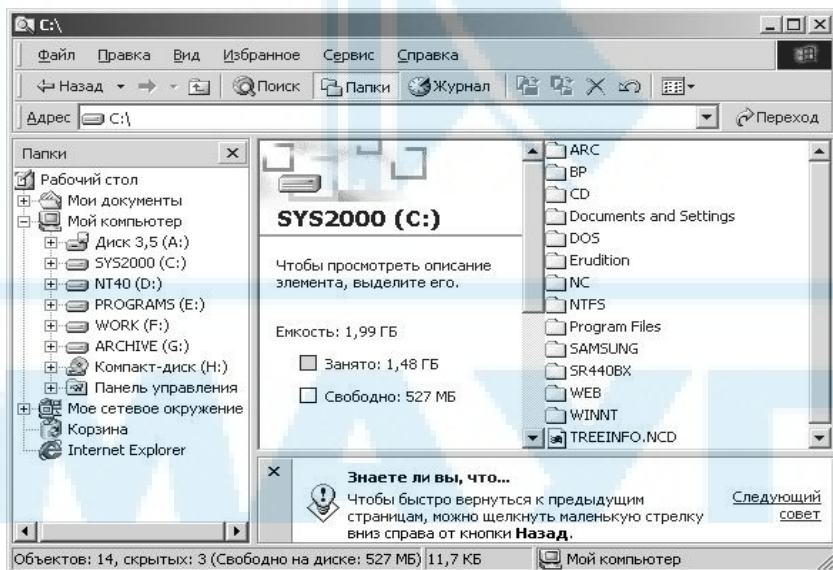 C:\
Файл Правка Вид Избранное Сервис Справка
Назад Поиск Папки Журнал
Адрес C:\ Переход
Папки
Рабочий стол
Мои документы
Мой компьютер
Диск 3,5 (A:)
SYS2000 (C:)
NT40 (D:)
PROGRAMS (E:)
WORK (F:)
ARCHIVE (G:)
Компакт-диск (H:)
Панель управления
Мое сетевое окружение
Корзина
Internet Explorer
SYS2000 (C:)
Чтобы просмотреть описание
элемента, выделите его.
Емкость: 1,99 ГБ
Занято: 1,48 ГБ
Свободно: 527 МБ
ARC
BP
CD
Documents and Settings
DOS
Erudition
NC
NTFS
Program Files
SAMSUNG
SR440BX
WEB
WINNT
TREEINFO.NCD
Знаете ли вы, что...
Чтобы быстро вернуться к предыдущим
страницам, можно щелкнуть маленькую стрелку
вниз справа от кнопки Назад.
Следующий
совет
Объектов: 14, скрытых: 3 (Свободно на диске: 527 МБ) 11,7 КБ Мой компьютер